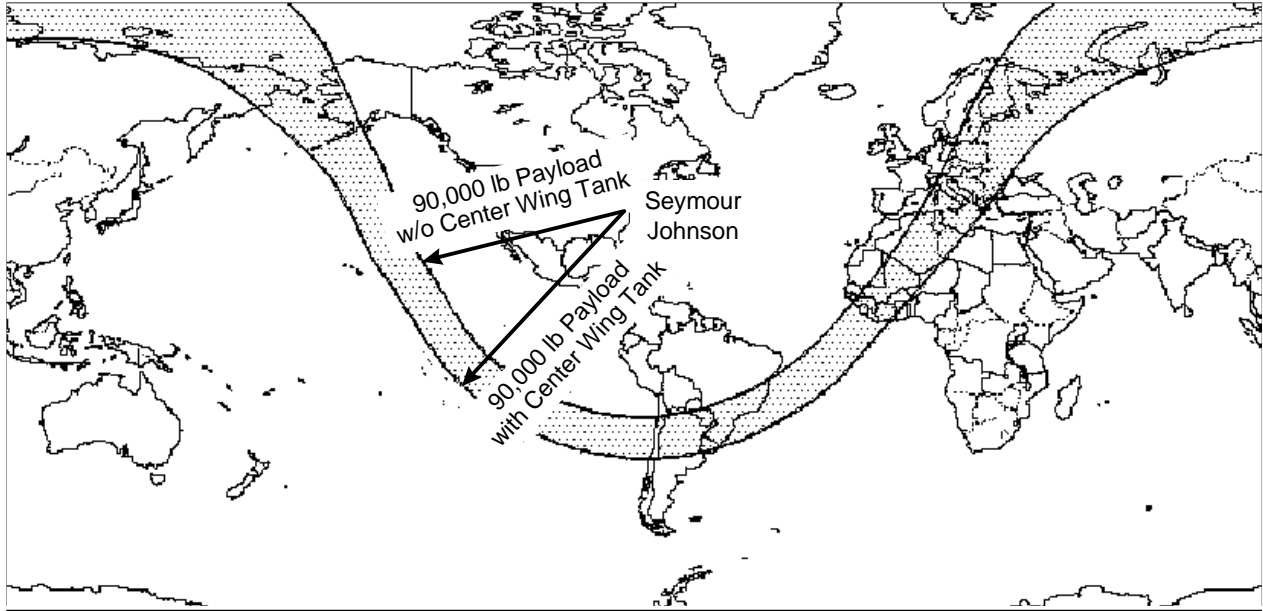 90,000 lb Payload
w/o Center Wing Tank
Seymour
Johnson
90,000 lb Payload
with Center Wing Tank